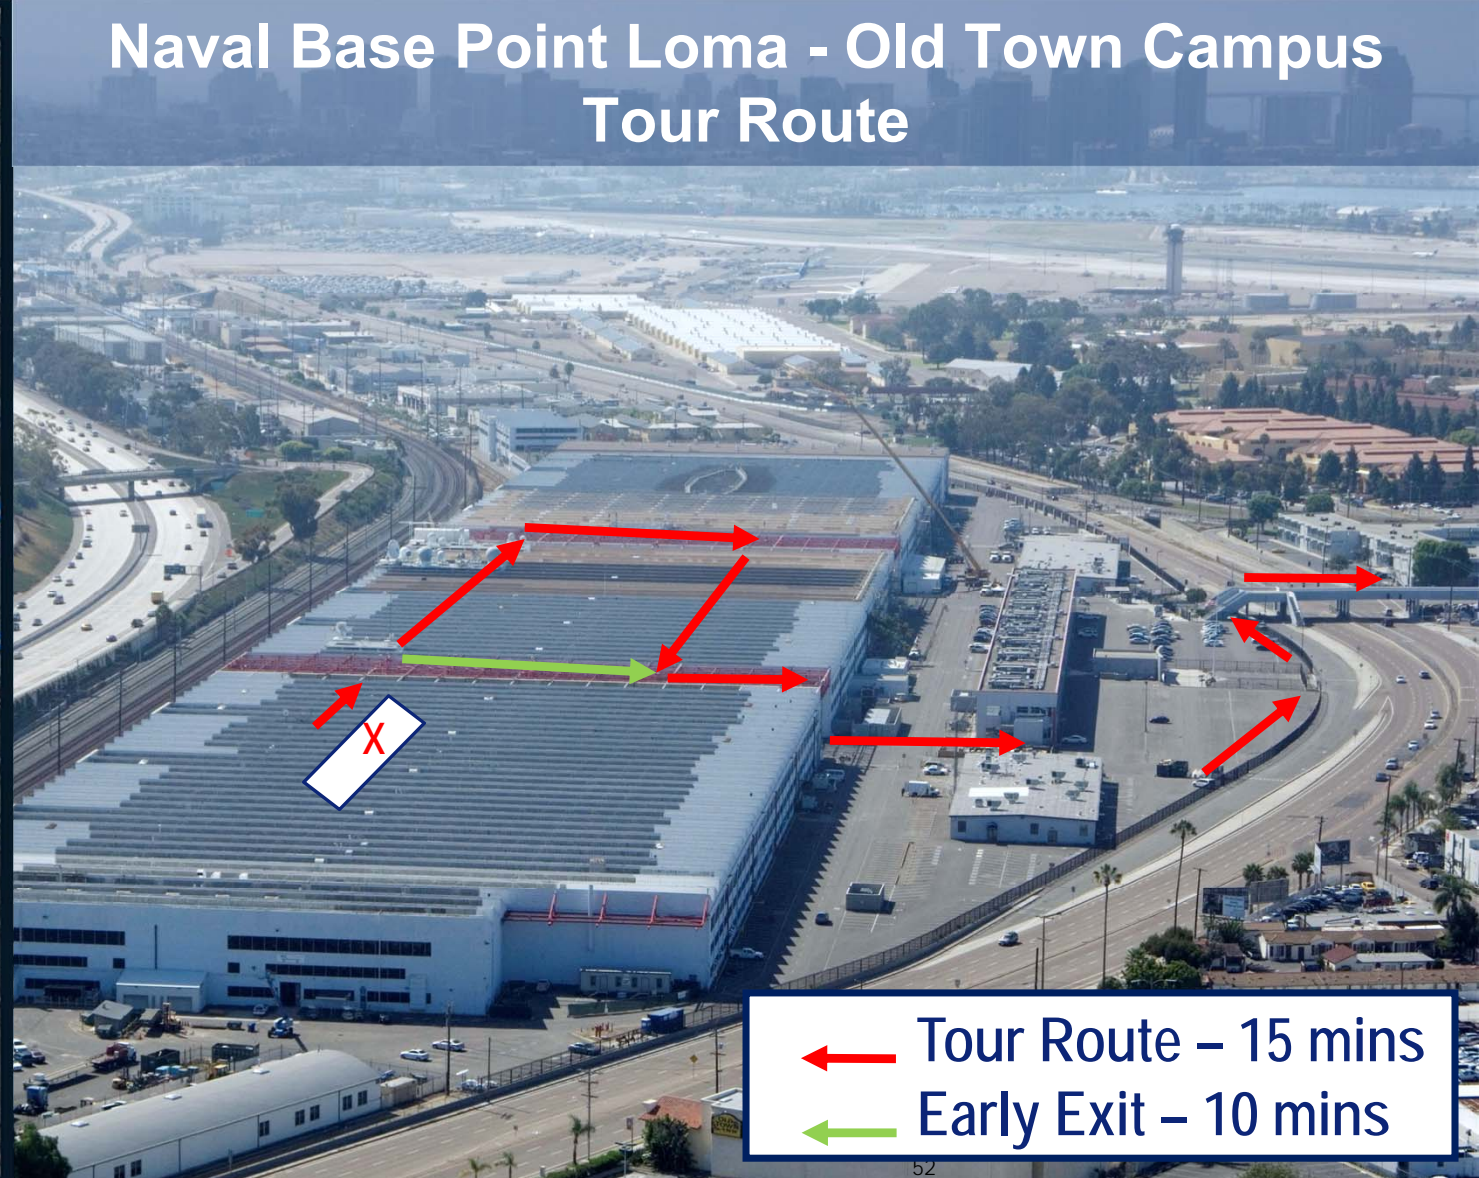 Naval Base Point Loma - Old Town Campus
Tour Route
X
Tour Route – 15 mins
Early Exit – 10 mins
52